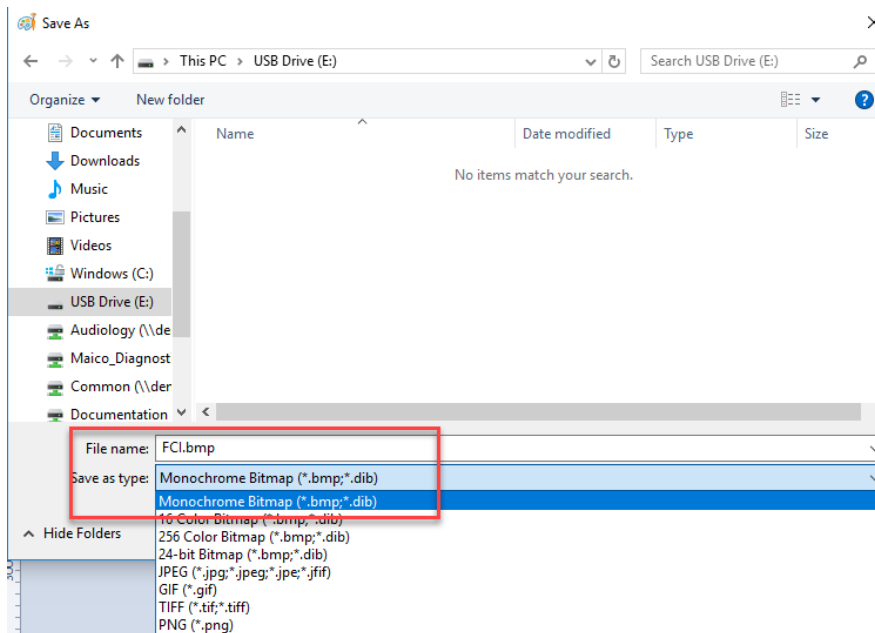 Save As
This PC > USB Drive (E:)
Search USB Drive (E:)
Organize
New folder
Name
Date modified
Type
Size
No items match your search.
Documents
Downloads
Music
Pictures
Videos
Windows (C:)
USB Drive (E:)
Audiology (\\de
Maico_Diagnost
Common (\\der
Documentation
File name: FCI.bmp
Save as type: Monochrome Bitmap (*.bmp;*.dib)
Monochrome Bitmap (*.bmp;*.dib)
16 Color Bitmap (*.bmp;*.dib)
256 Color Bitmap (*.bmp;*.dib)
24-bit Bitmap (*.bmp;*.dib)
JPEG (*.jpg;*.jpeg;*.jpe;*.jfif)
GIF (*.gif)
TIFF (*.tif;*.tiff)
PNG (*.png)
Hide Folders